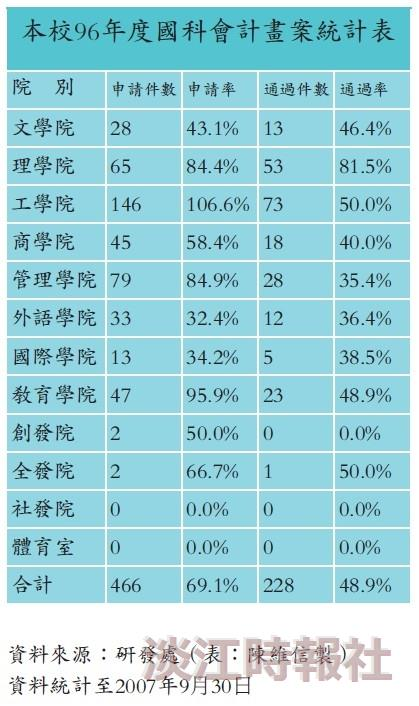 本校96年度國科會計畫案統計表
院 別 申請件數 申請率 通過件數 通過率
文學院 28 43.1% 13 46.4%
理學院 65 84.4% 53 81.5%
工學院 146 106.6% 73 50.0%
商學院 45 58.4% 18 40.0%
管理學院 79 84.9% 28 35.4%
外語學院 33 32.4% 12 36.4%
國際學院 13 34.2% 5 38.5%
教育學院 47 95.9% 23 48.9%
創發院 2 50.0% 0 0.0%
全發院 2 66.7% 1 50.0%
社發院 0 0.0% 0 0.0%
體育室 0 0.0% 0 0.0%
合計 466 69.1% 228 48.9%
資料來源：研發處（表：陳維信製）
淡江時報社
資料統計至2007年9月30日